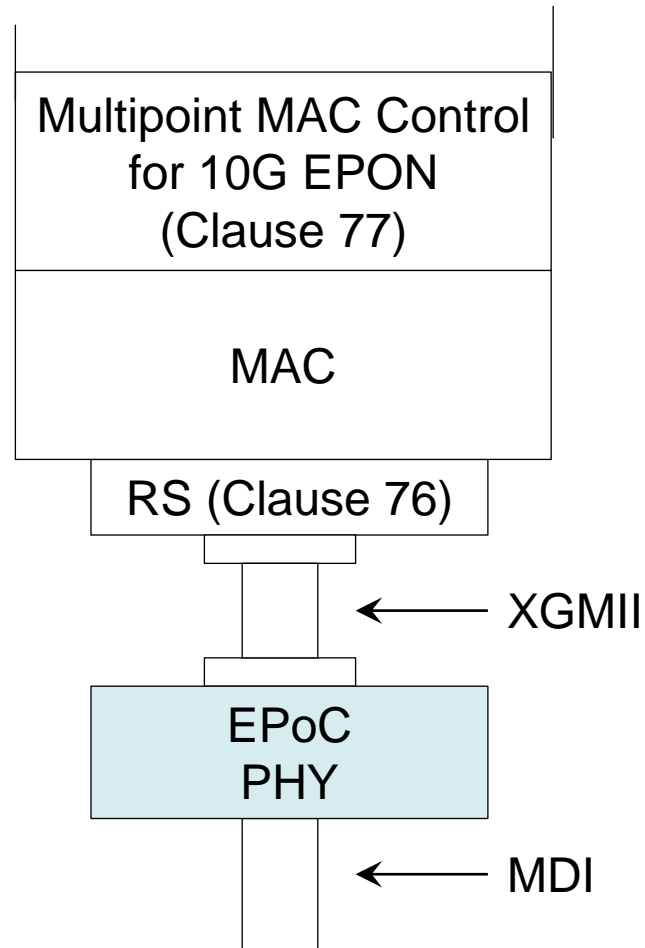 Multipoint MAC Control
for 10G EPON
(Clause 77)
MAC
RS (Clause 76)
XGMII
EPoC
PHY
MDI